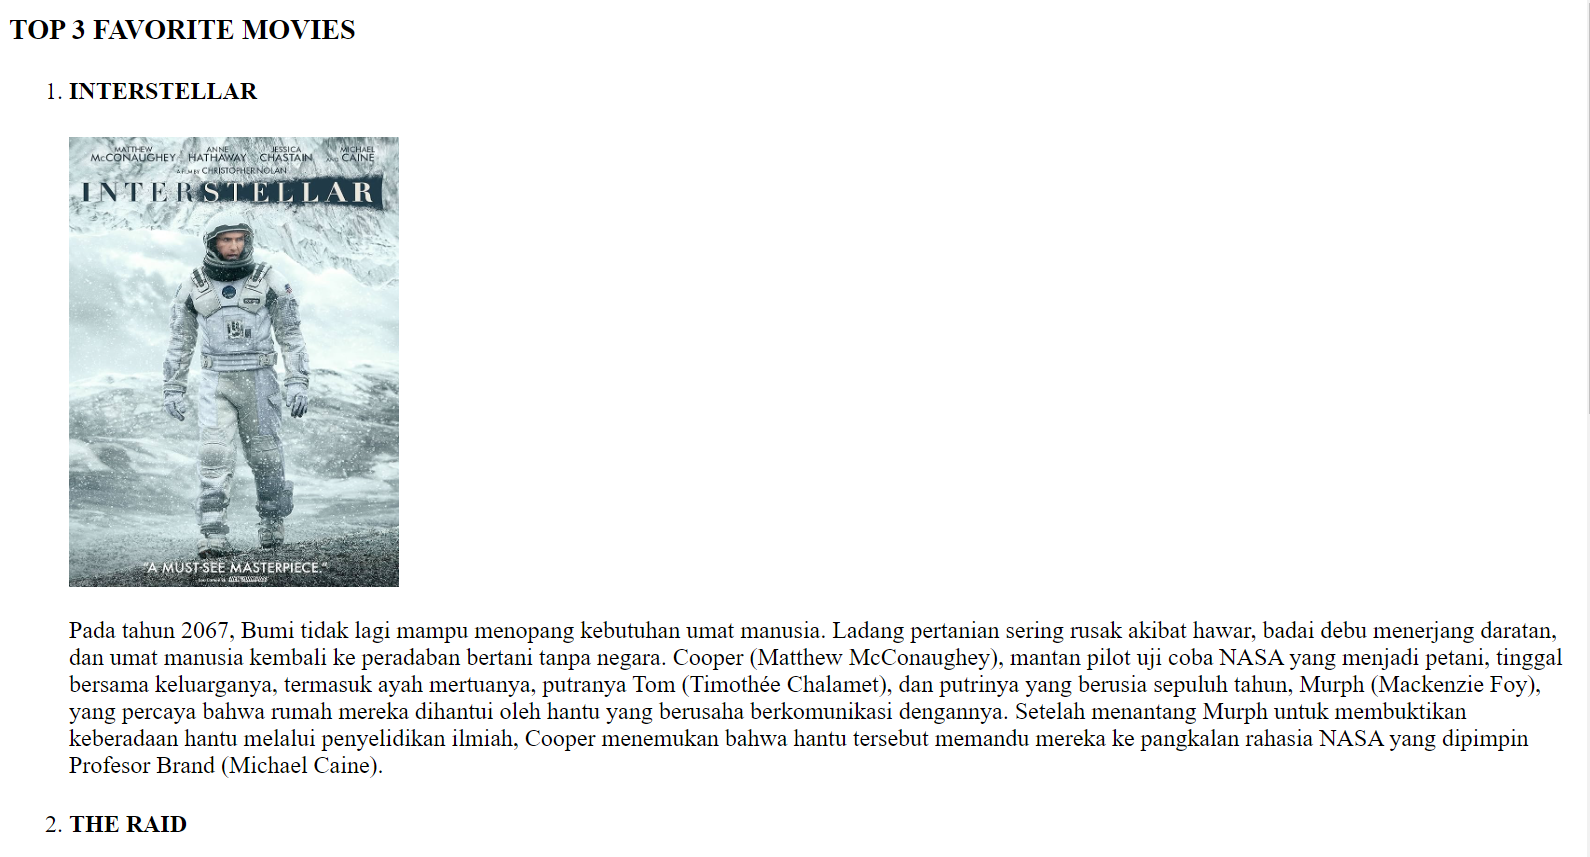 TOP 3 FAVORITE MOVIES
1. INTERSTELLAR
MATTHEW McCONAUGHEY ANNE HATHAWAY JESSICA CHASTAIN AND MICHAEL CAINE
A FILM BY CHRISTOPHER NOLAN
INTERSTELLAR
"A MUST-SEE MASTERPIECE."
Pada tahun 2067, Bumi tidak lagi mampu menopang kebutuhan umat manusia. Ladang pertanian sering rusak akibat hawar, badai debu menerjang daratan,
dan umat manusia kembali ke peradaban bertani tanpa negara. Cooper (Matthew McConaughey), mantan pilot uji coba NASA yang menjadi petani, tinggal
bersama keluarganya, termasuk ayah mertuanya, putranya Tom (Timothée Chalamet), dan putrinya yang berusia sepuluh tahun, Murph (Mackenzie Foy),
yang percaya bahwa rumah mereka dihantui oleh hantu yang berusaha berkomunikasi dengannya. Setelah menantang Murph untuk membuktikan
keberadaan hantu melalui penyelidikan ilmiah, Cooper menemukan bahwa hantu tersebut memandu mereka ke pangkalan rahasia NASA yang dipimpin
Profesor Brand (Michael Caine).
2. THE RAID